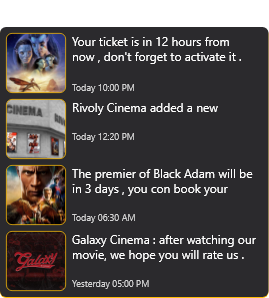 Your ticket is in 12 hours from
now , don't forget to activate it .
Today 10:00 PM
CINEMA
Rivoly Cinema added a new
Today 12:20 PM
The premier of Black Adam will be
in 3 days , you con book your
Today 06:30 AM
Galaxy
Galaxy Cinema : after watching our
movie, we hope you will rate us .
Yesterday 05:00 PM